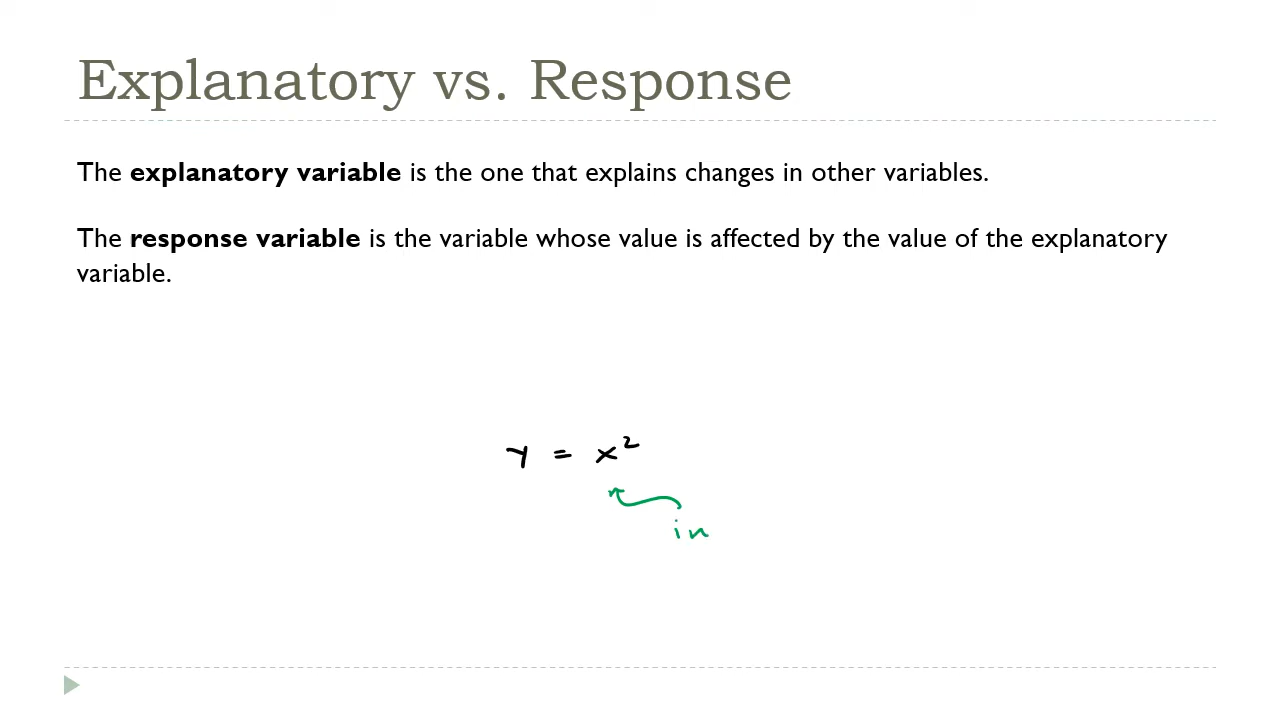 Explanatory vs. Response
The explanatory variable is the one that explains changes in other variables.
The response variable is the variable whose value is affected by the value of the explanatory
variable.
y = x²
in